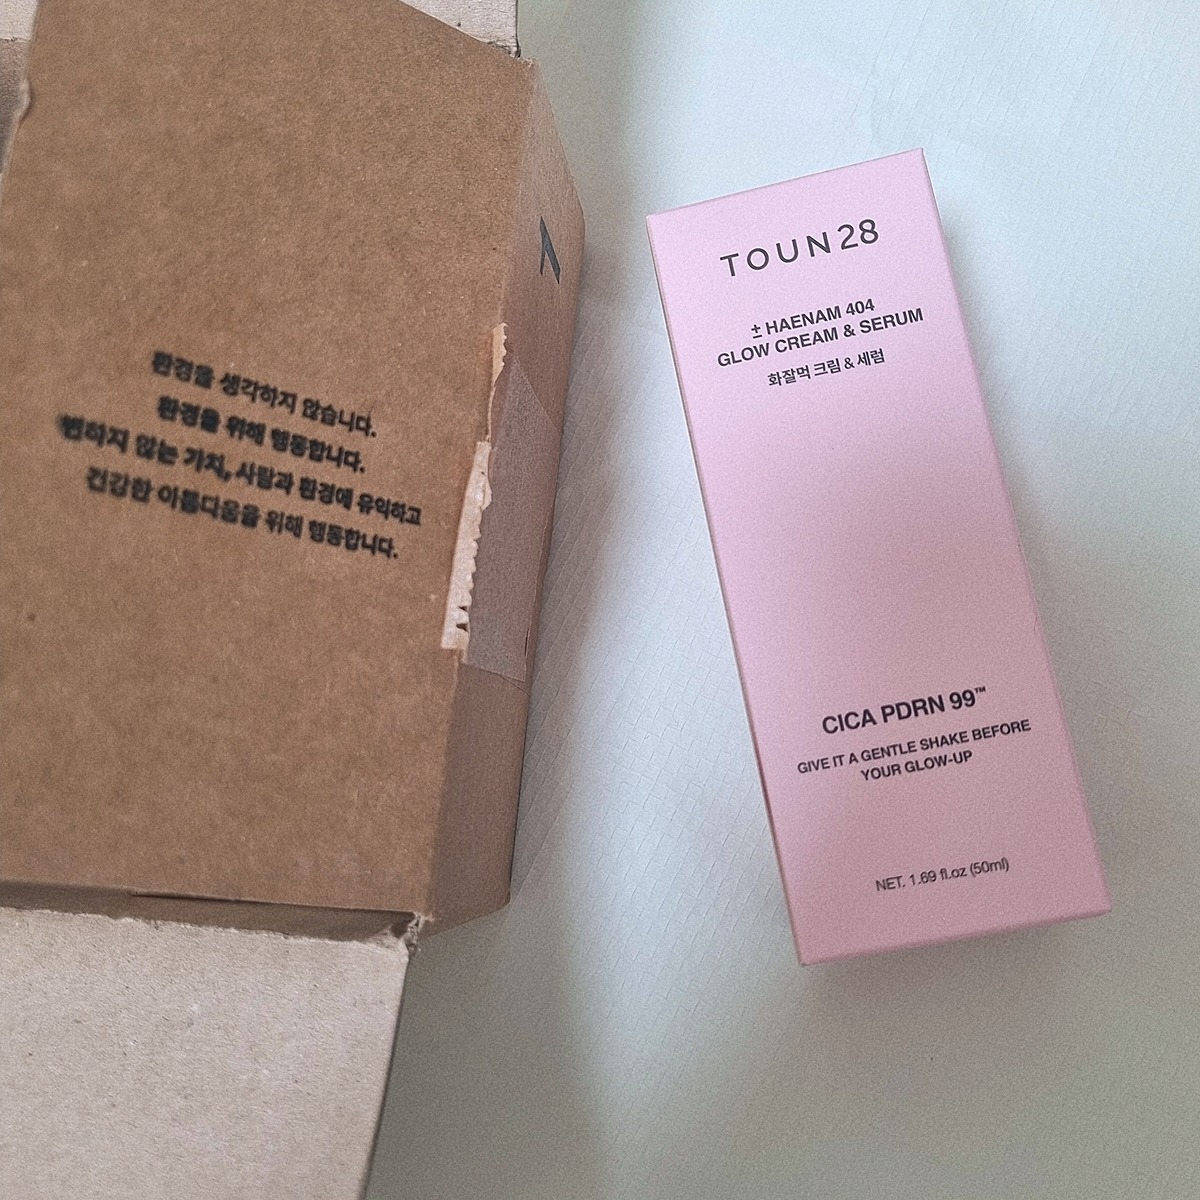 환경을 생각하지 않습니다.
환경을 위해 행동합니다.
변하지 않는 가치, 사람과 환경에 유익하고
건강한 아름다움을 위해 행동합니다.
TOUN28
± HAENAM 404
GLOW CREAM & SERUM
화잘먹 크림 & 세럼
CICA PDRN 99™
GIVE IT A GENTLE SHAKE BEFORE
YOUR GLOW-UP
NET. 1.69 fl.oz (50ml)